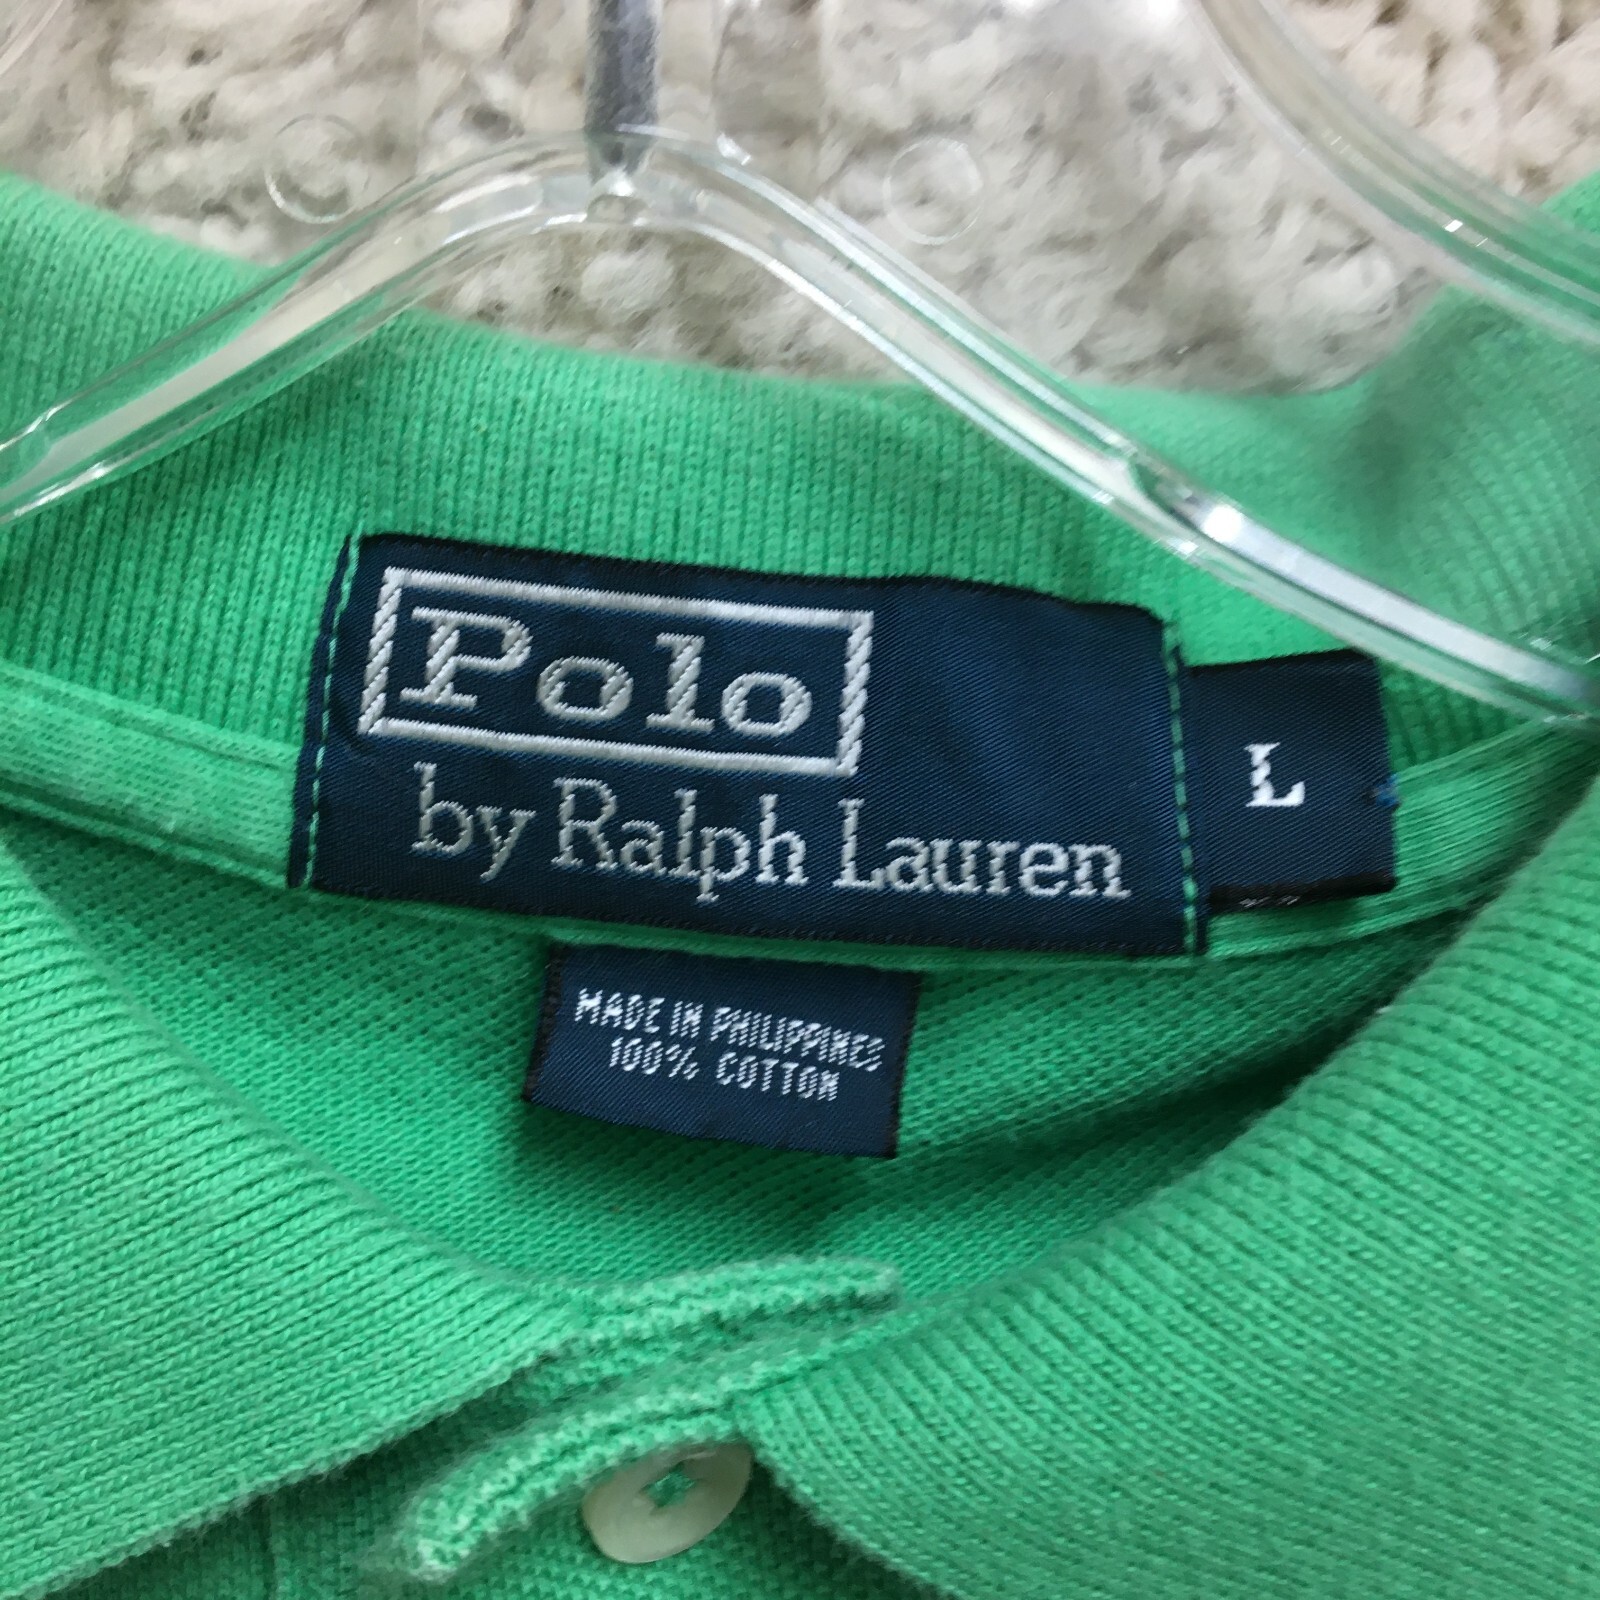 Polo
by Ralph Lauren
L
MADE IN PHILIPPINES
100% COTTON